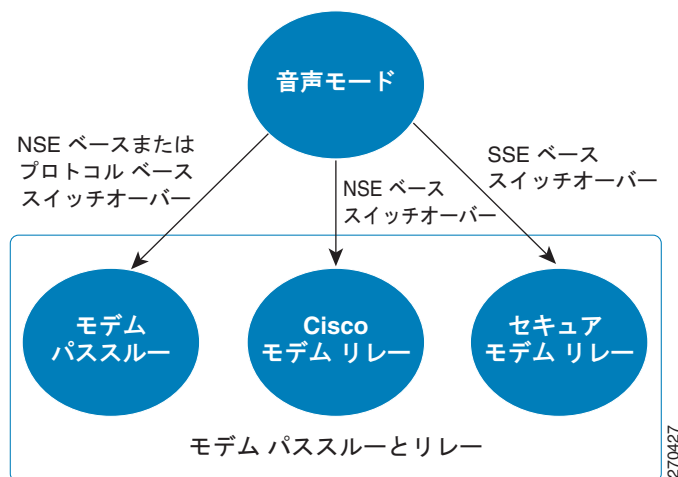 音声モード
NSE ベースまたは
プロトコル ベース
スイッチオーバー
NSE ベース
スイッチオーバー
SSE ベース
スイッチオーバー
モデム
パススルー
Cisco
モデム リレー
セキュア
モデム リレー
モデム パススルーとリレー
270427